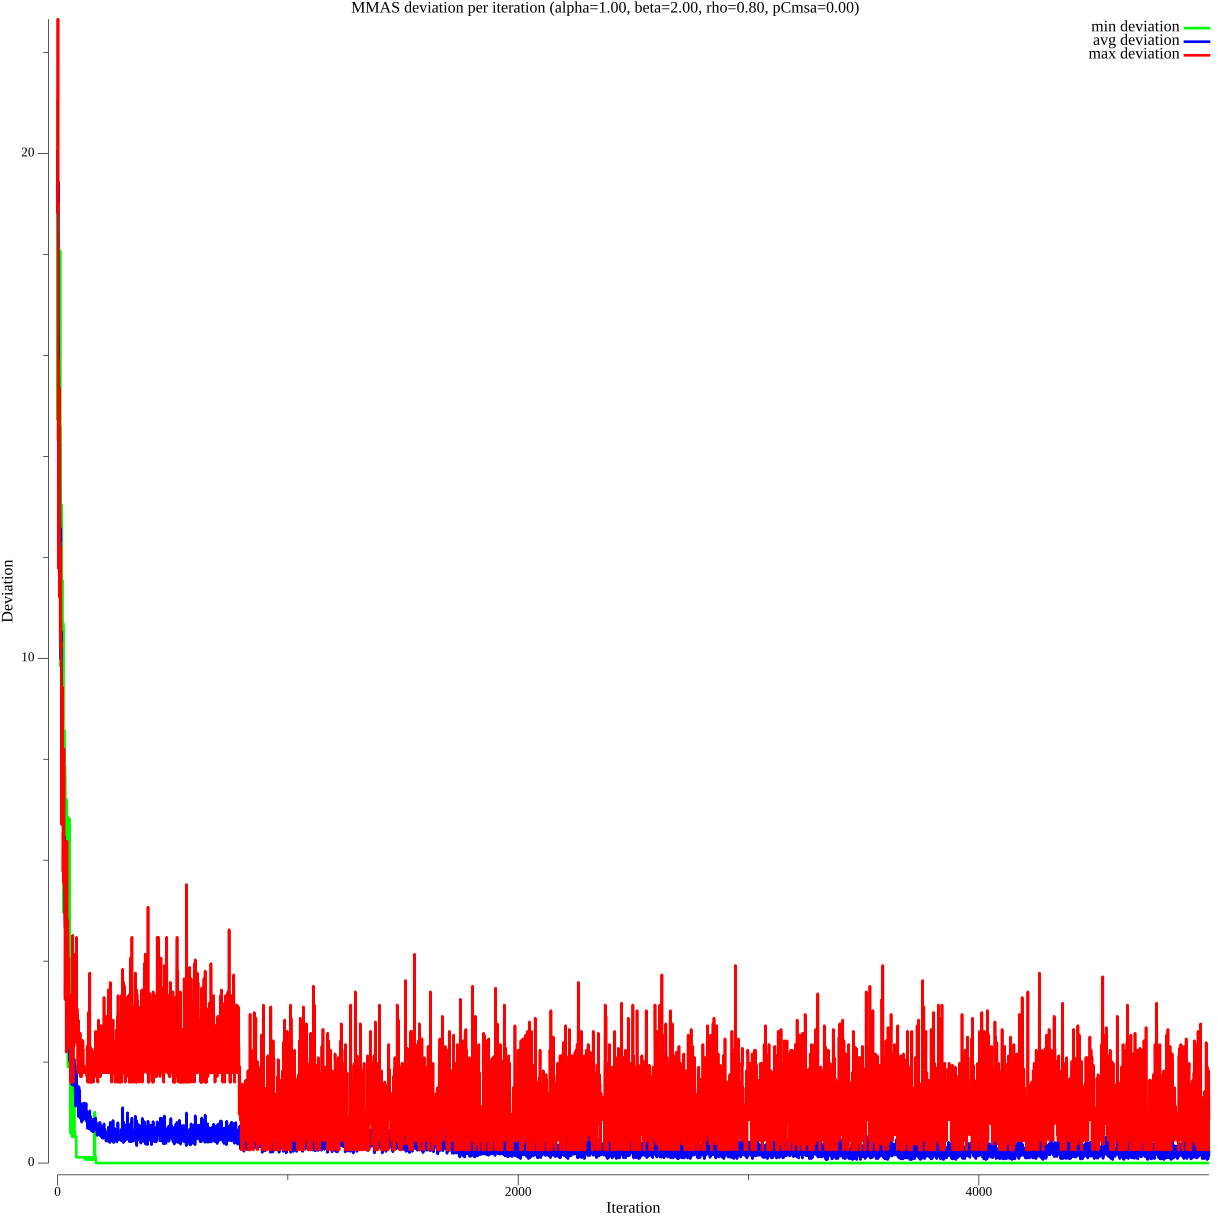 MMAS deviation per iteration (alpha=1.00, beta=2.00, rho=0.80, pCmsa=0.00)
min deviation
avg deviation
max deviation
20
10
0
Deviation
0
2000
4000
Iteration